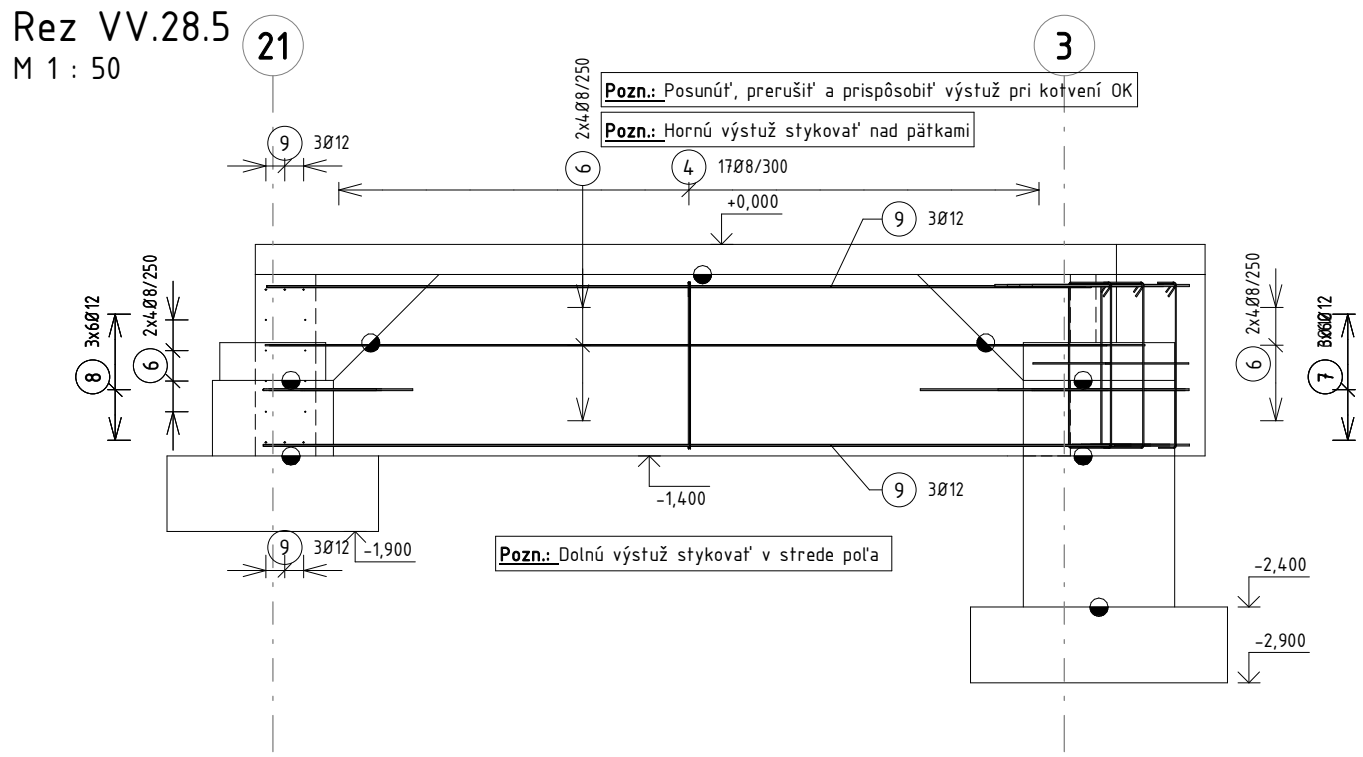 Rez VV.28.5
M 1 : 50
21
3
Pozn.: Posunúť, prerušiť a prispôsobiť výstuž pri kotvení OK
Pozn.: Hornú výstuž stykovať nad pätkami
9 3Ø12
6 2x4Ø8/250
4 17Ø8/300
+0,000
9 3Ø12
8 3x6Ø12
6 2x4Ø8/250
6 2x4Ø8/250
7
-1,400
9 3Ø12
9 3Ø12
-1,900
Pozn.: Dolnú výstuž stykovať v strede poľa
-2,400
-2,900